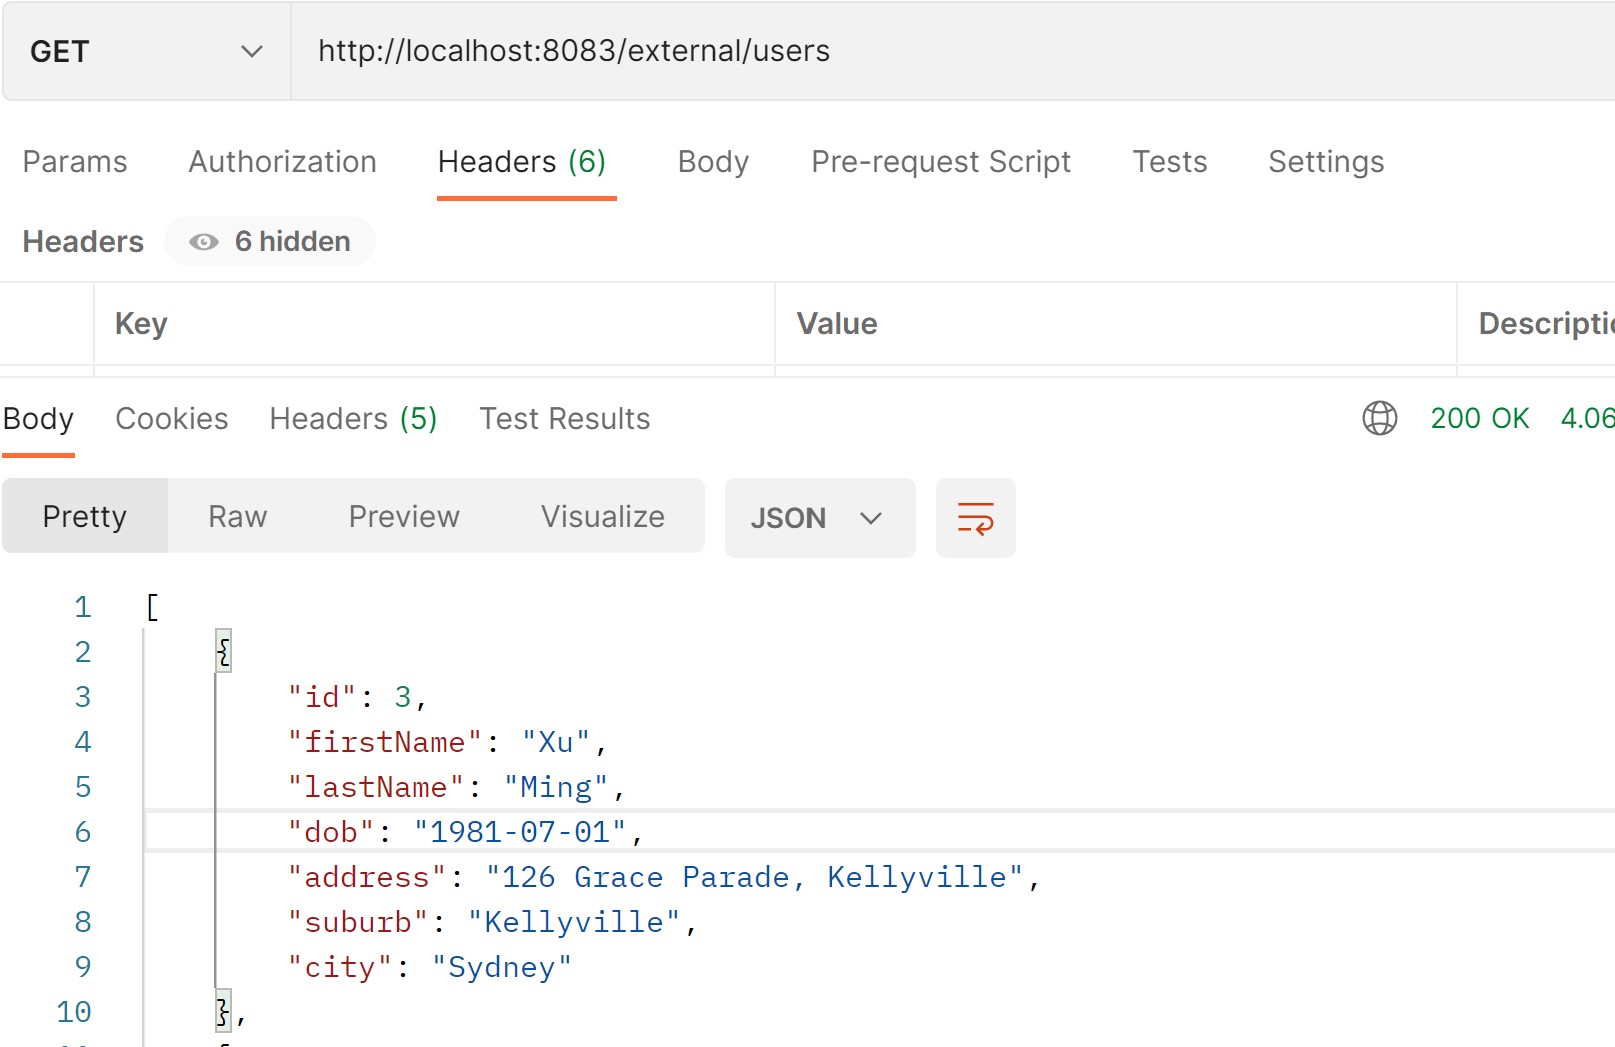 GET http://localhost:8083/external/users
Params Authorization Headers (6) Body Pre-request Script Tests Settings
Headers 6 hidden
Key Value
Body Cookies Headers (5) Test Results 200 OK 4.06
Pretty Raw Preview Visualize JSON
1 [
2 {
3 "id": 3,
4 "firstName": "Xu",
5 "lastName": "Ming",
6 "dob": "1981-07-01",
7 "address": "126 Grace Parade, Kellyville",
8 "suburb": "Kellyville",
9 "city": "Sydney"
10 },